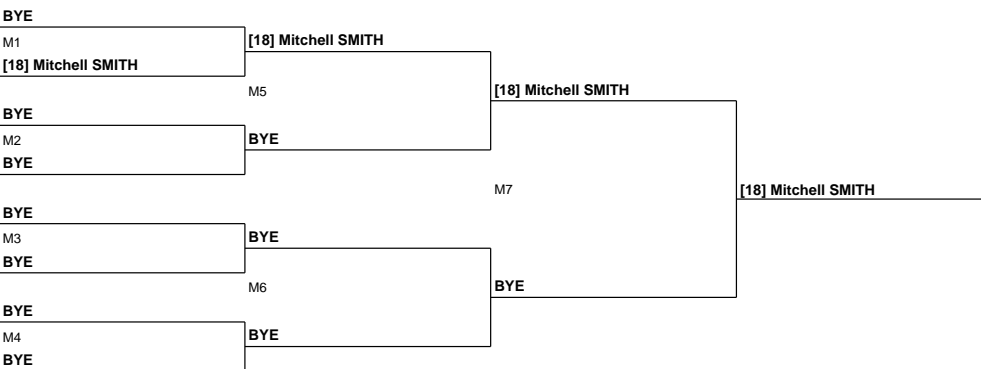 BYE
M1
[18] Mitchell SMITH
[18] Mitchell SMITH
M5
BYE
M2
BYE
BYE
[18] Mitchell SMITH
M7
[18] Mitchell SMITH
BYE
M3
BYE
BYE
M6
BYE
BYE
M4
BYE
BYE